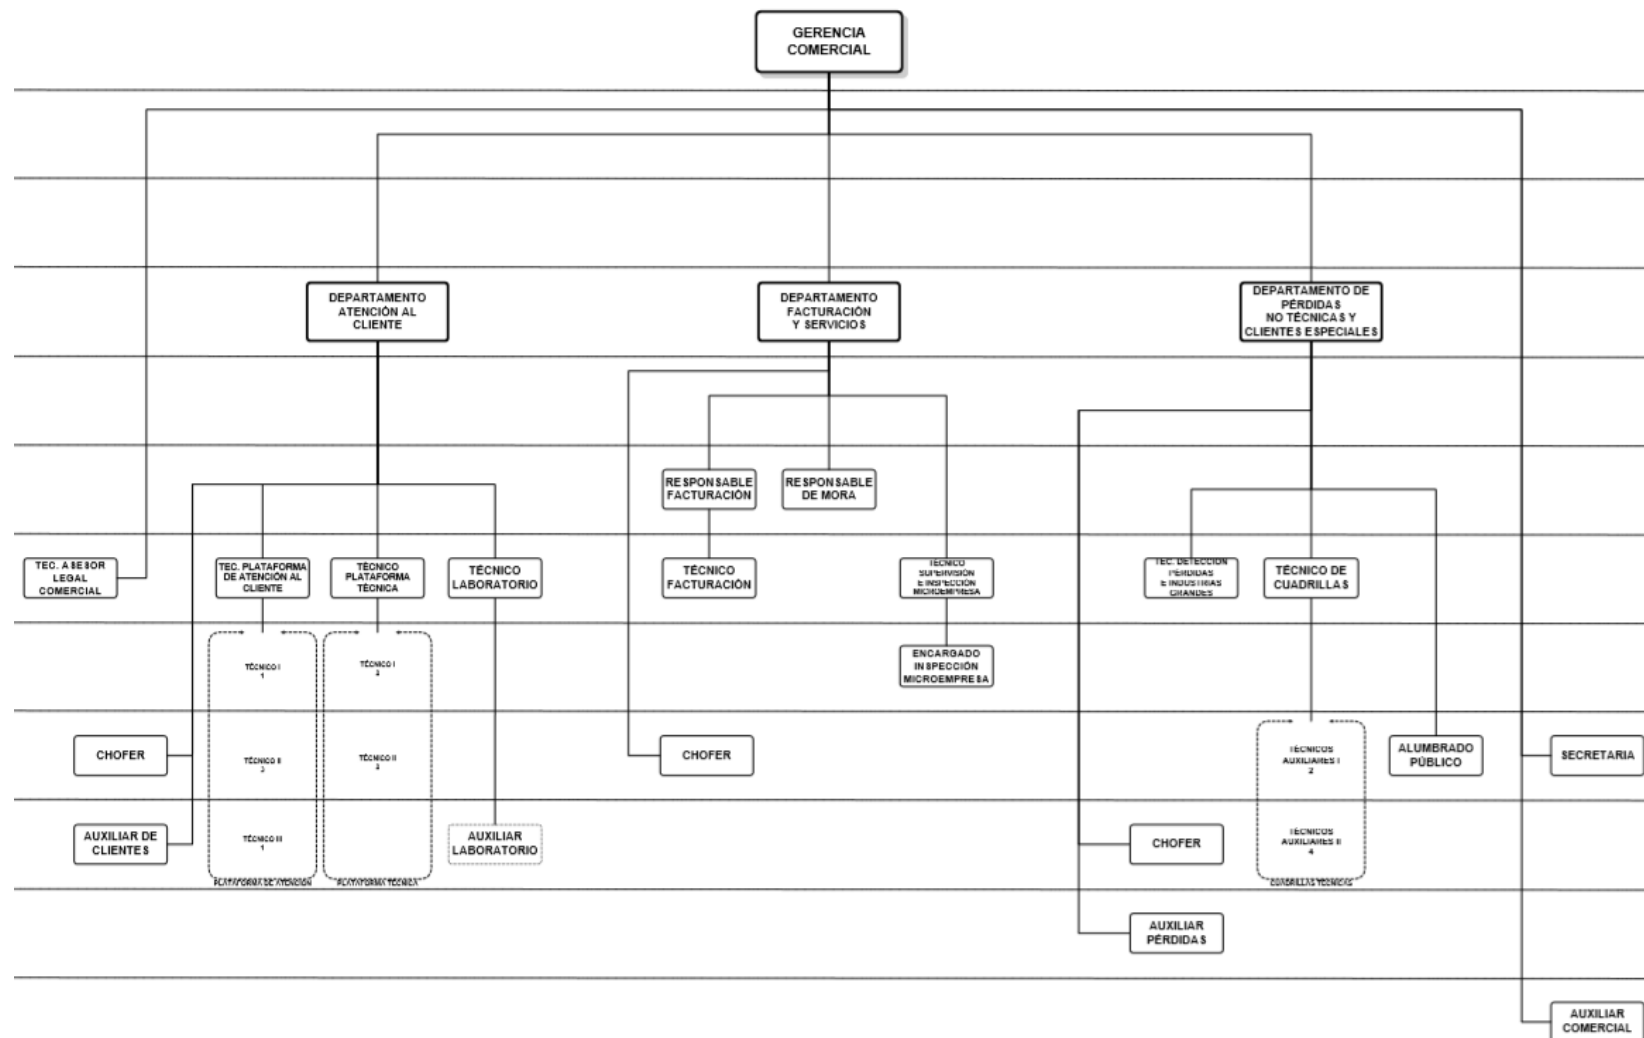 GERENCIA
COMERCIAL
DEPARTAMENTO
ATENCIÓN AL
CLIENTE
DEPARTAMENTO
FACTURACIÓN
Y SERVICIOS
DEPARTAMENTO DE
PÉRDIDAS
NO TÉCNICAS Y
CLIENTES ESPECIALES
RESPONSABLE
FACTURACIÓN
RESPONSABLE
DE MORA
TEC. ASESOR
LEGAL
COMERCIAL
TEC. PLATAFORMA
DE ATENCIÓN AL
CLIENTE
TÉCNICO
PLATAFORMA
TÉCNICA
TÉCNICO
LABORATORIO
TÉCNICO
FACTURACIÓN
TÉCNICO
SUPERVISIÓN
E INSPECCIÓN
MICROEMPRESA
TEC. DETECCIÓN
PÉRDIDAS
E INDUSTRIAS
GRANDES
TÉCNICO DE
CUADRILLAS
TÉCNICO I
1
TÉCNICO I
ENCARGADO
INSPECCIÓN
MICROEMPRESA
CHOFER
TÉCNICO II
TÉCNICO II
CHOFER
TÉCNICOS
AUXILIARES I
2
ALUMBRADO
PÚBLICO
SECRETARIA
AUXILIAR DE
CLIENTES
TÉCNICO III
1
AUXILIAR
LABORATORIO
CHOFER
TÉCNICOS
AUXILIARES II
4
PLATAFORMA DE ATENCIÓN
PLATAFORMA TÉCNICA
CUADRILLAS TÉCNICAS
AUXILIAR
PÉRDIDAS
AUXILIAR
COMERCIAL